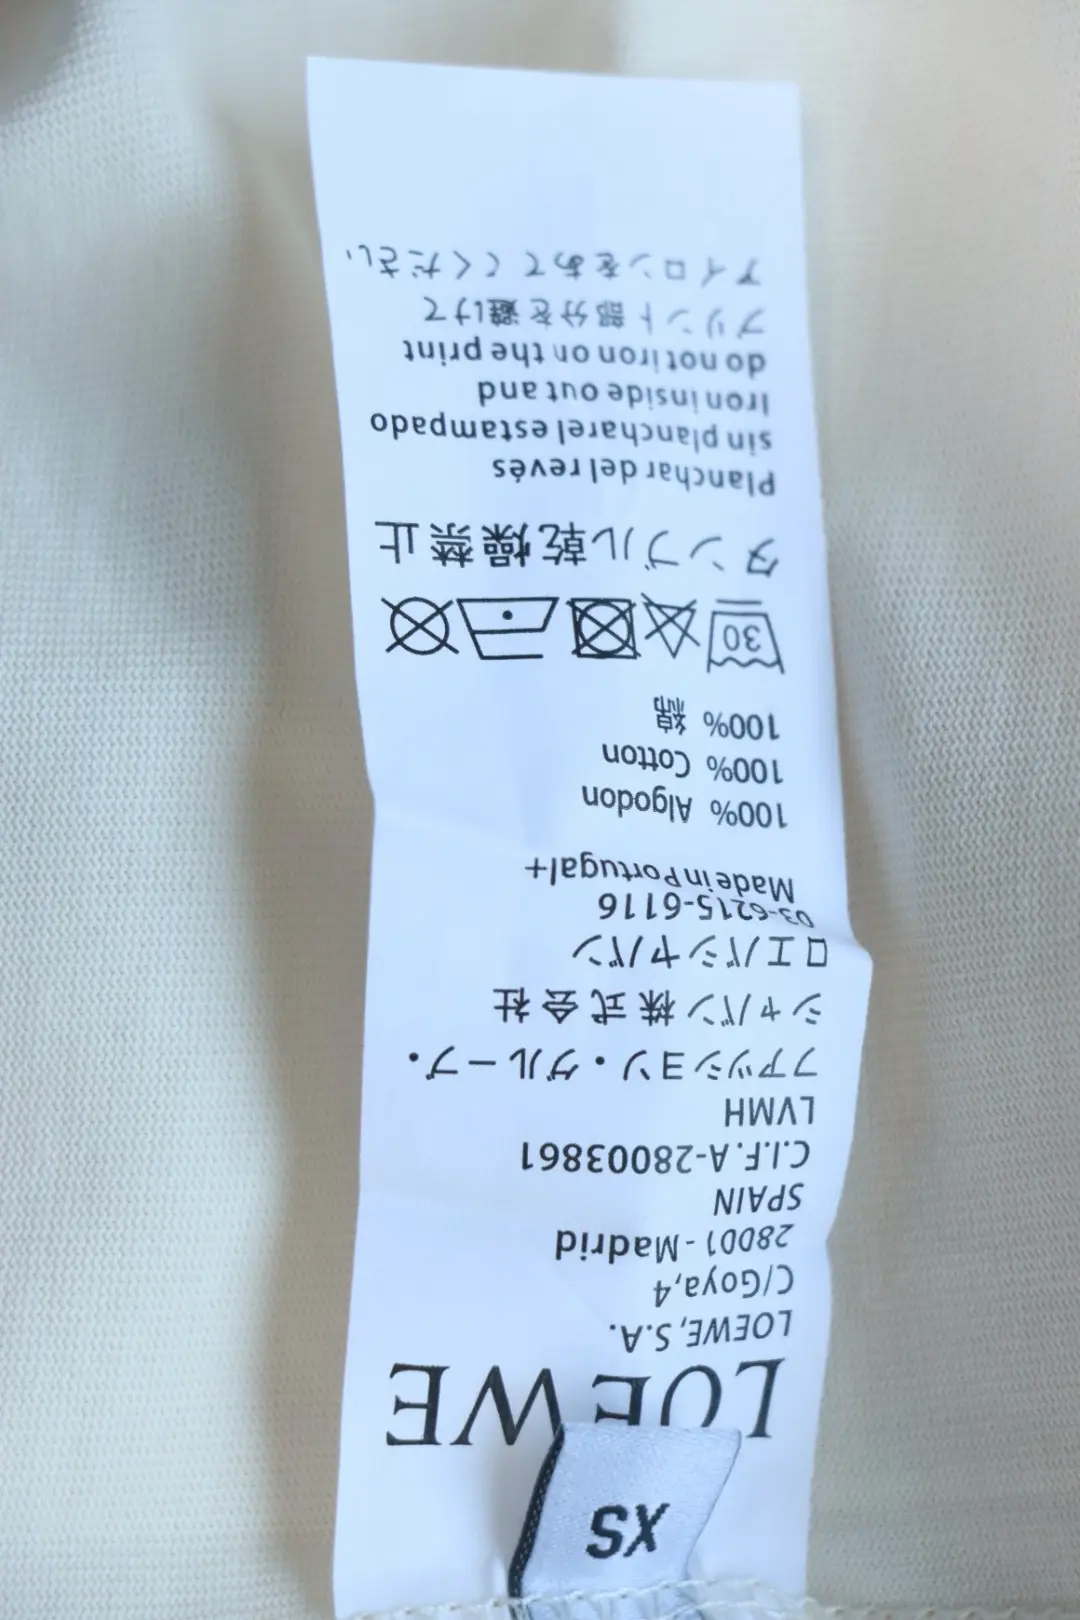 XS
LOEWE
LOEWE, S.A.
C/Goya,4
28001 - Madrid
SPAIN
C.I.F. A-28003861
LVMH
ファッション・グループ・
ジャパン株式会社
ロエバジャパン
03-6215-6116
Made in Portugal+
100% Algodon
100% Cotton
100% 綿
30
タンブル乾燥禁止
Planchar del revés
sin planchar el estampado
Iron inside out and
do not iron on the print
プリント部分を避けて
アイロンをあててください.